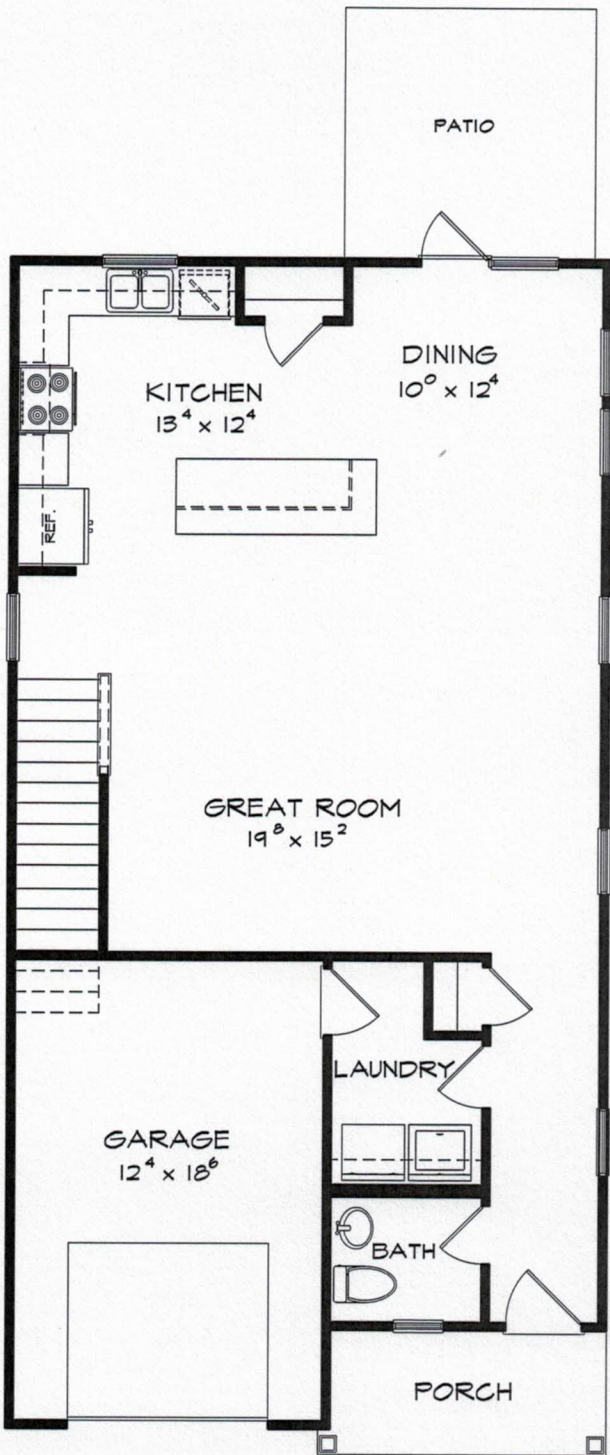 PATIO
DINING
10⁰ x 12⁴
KITCHEN
13⁴ x 12⁴
REF.
GREAT ROOM
19⁸ x 15²
LAUNDRY
GARAGE
12⁴ x 18⁶
BATH
PORCH